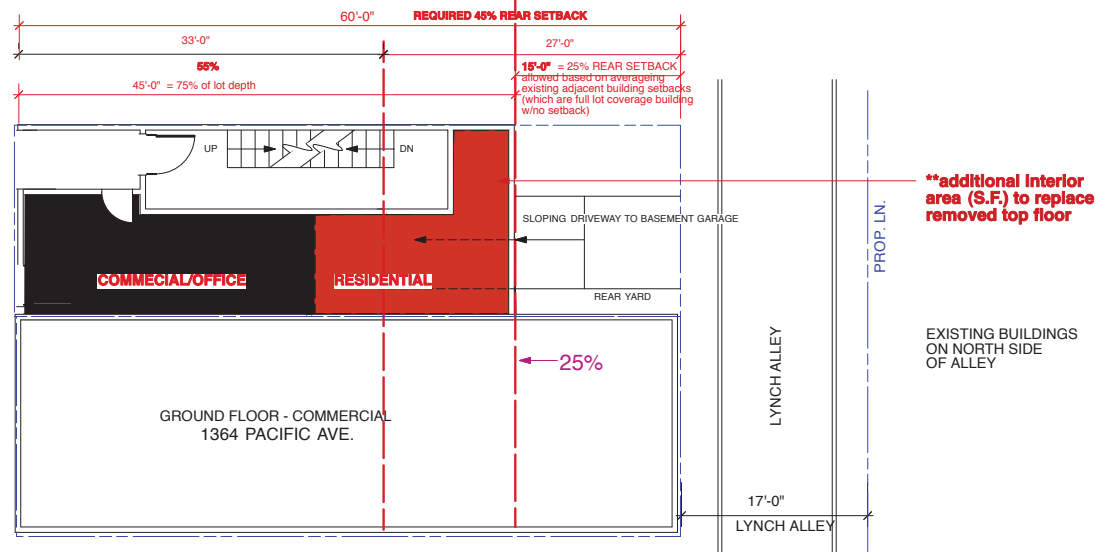 60'-0" REQUIRED 45% REAR SETBACK
33'-0" 27'-0"
55%
45'-0" = 75% of lot depth
15'-0" = 25% REAR SETBACK
allowed based on averageing
existing adjacent building setbacks
(which are full lot coverage building
w/no setback)
UP DN
**additional interior
area (S.F.) to replace
removed top floor
SLOPING DRIVEWAY TO BASEMENT GARAGE
PROP. LN.
COMMECIAL/OFFICE RESIDENTIAL
REAR YARD
EXISTING BUILDINGS
ON NORTH SIDE
OF ALLEY
25%
LYNCH ALLEY
GROUND FLOOR - COMMERCIAL
1364 PACIFIC AVE.
17'-0"
LYNCH ALLEY